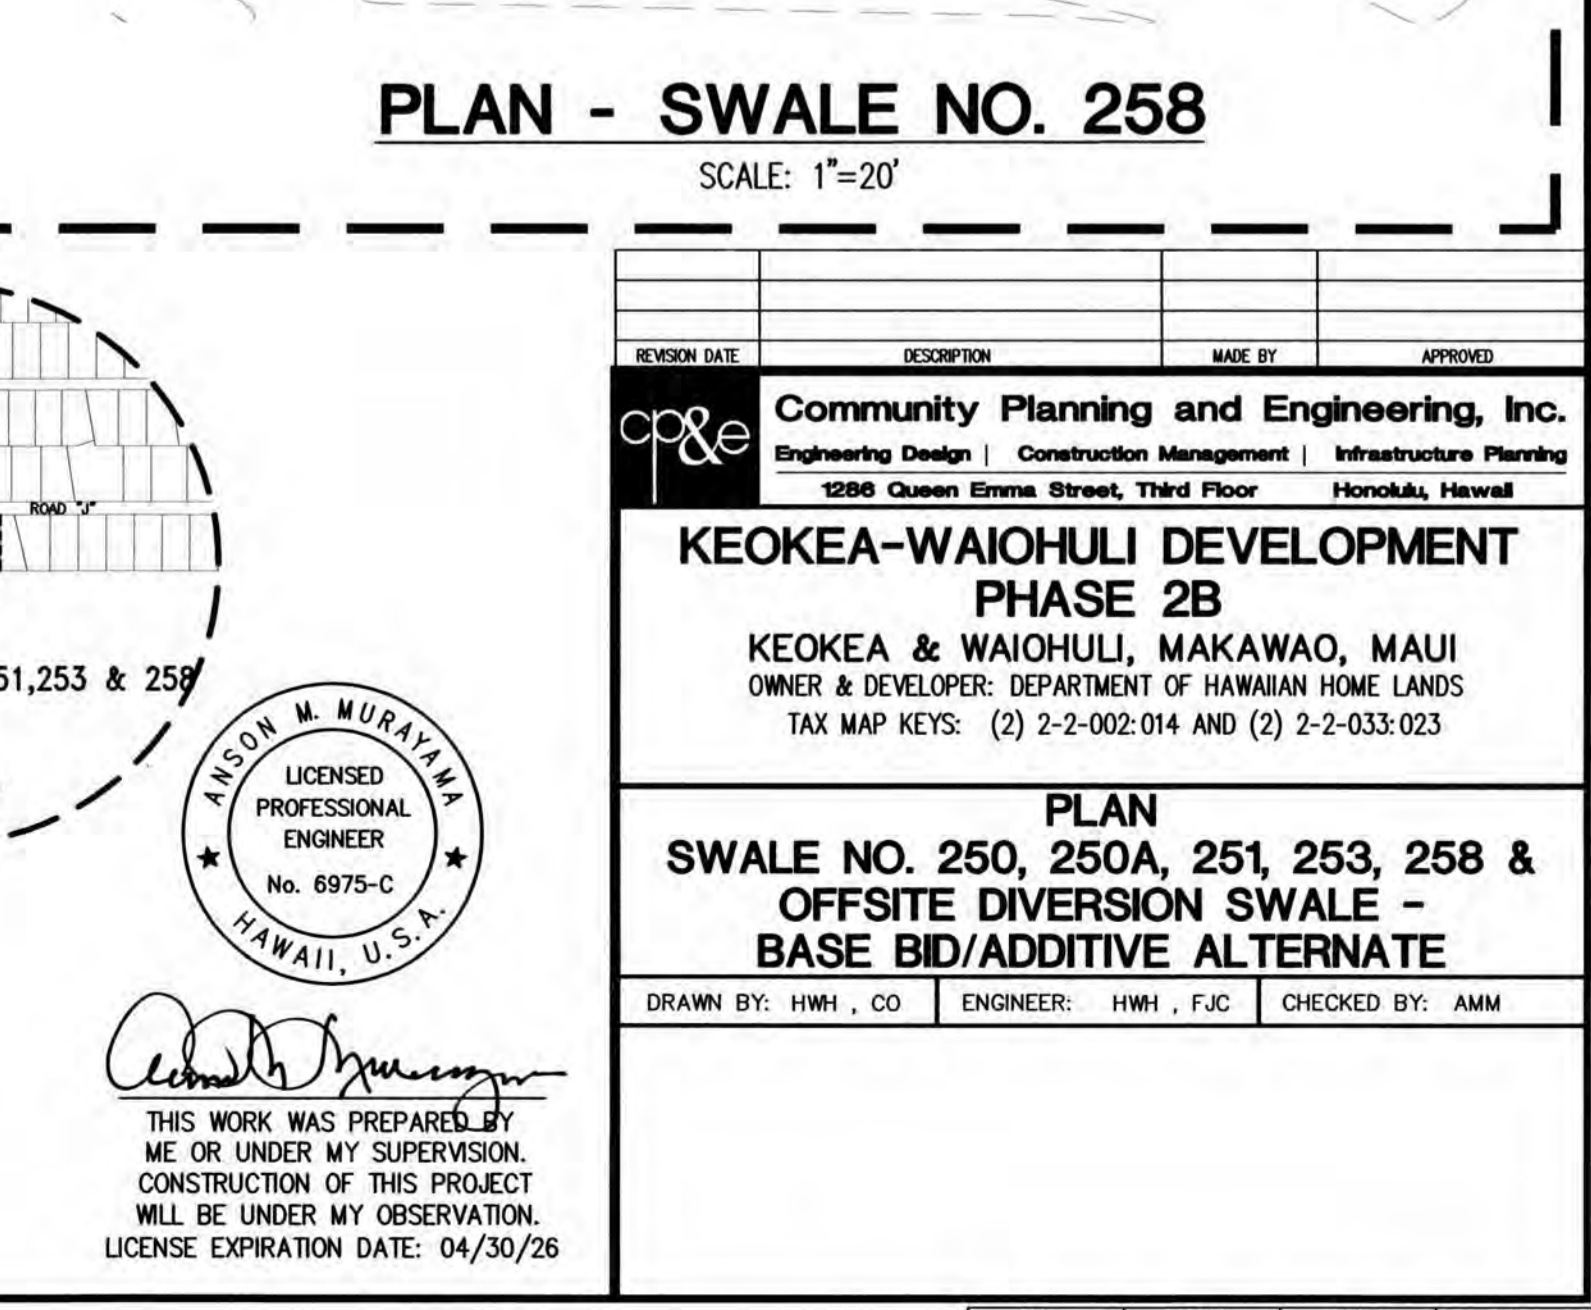 PLAN - SWALE NO. 258
SCALE: 1"=20'
REVISION DATE DESCRIPTION MADE BY APPROVED
cp&e
Community Planning and Engineering, Inc.
Engineering Design | Construction Management | Infrastructure Planning
1286 Queen Emma Street, Third Floor Honolulu, Hawaii
KEOKEA-WAIOHULI DEVELOPMENT
PHASE 2B
KEOKEA & WAIOHULI, MAKAWAO, MAUI
OWNER & DEVELOPER: DEPARTMENT OF HAWAIIAN HOME LANDS
TAX MAP KEYS: (2) 2-2-002:014 AND (2) 2-2-033:023
PLAN
SWALE NO. 250, 250A, 251, 253, 258 &
OFFSITE DIVERSION SWALE -
BASE BID/ADDITIVE ALTERNATE
DRAWN BY: HWH , CO ENGINEER: HWH , FJC CHECKED BY: AMM
ROAD "J"
51,253 & 258
ANSON M. MURAYAMA
LICENSED
PROFESSIONAL
ENGINEER
No. 6975-C
HAWAII, U.S.A.
THIS WORK WAS PREPARED BY
ME OR UNDER MY SUPERVISION.
CONSTRUCTION OF THIS PROJECT
WILL BE UNDER MY OBSERVATION.
LICENSE EXPIRATION DATE: 04/30/26